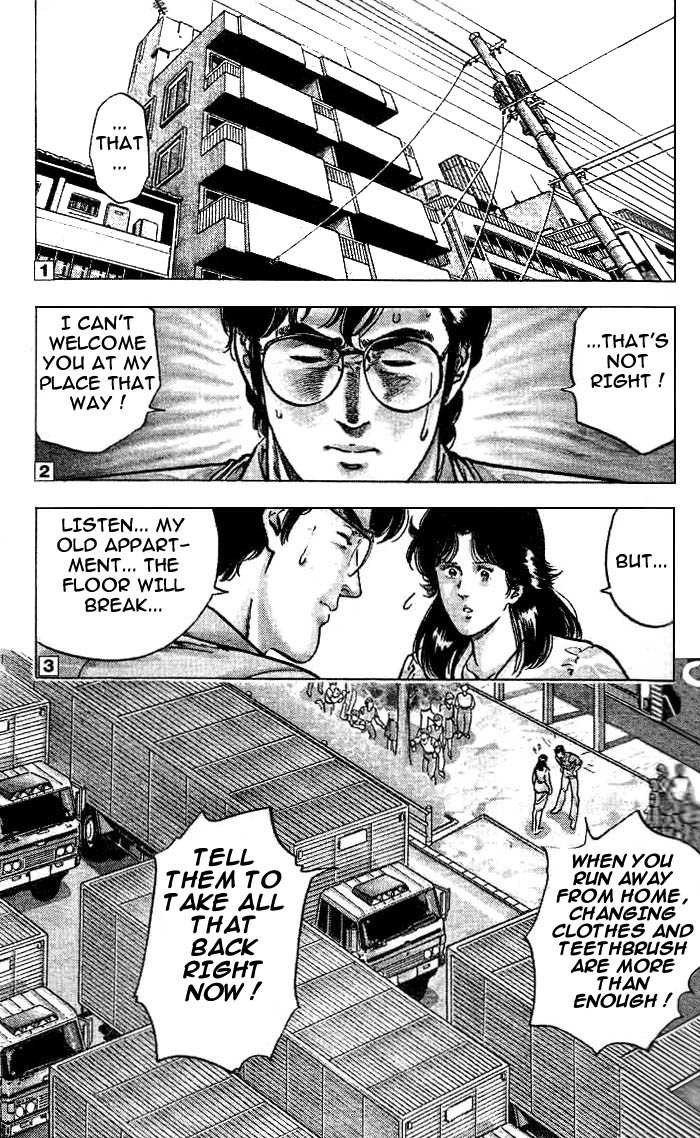 ...
THAT
...
1
...THAT'S
NOT
RIGHT !
I CAN'T
WELCOME
YOU AT MY
PLACE THAT
WAY !
2
BUT...
LISTEN... MY
OLD APPART-
MENT... THE
FLOOR WILL
BREAK...
3
WHEN YOU
RUN AWAY
FROM HOME,
CHANGING
CLOTHES AND
TEETHBRUSH
ARE MORE
THAN
ENOUGH !
TELL
THEM TO
TAKE ALL
THAT
BACK
RIGHT
NOW !